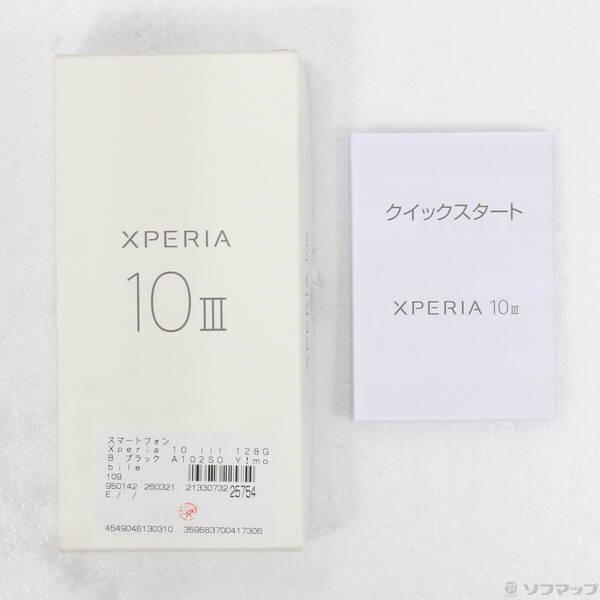 XPERIA
10 III
XPERIA
スマートフォン
Xperia 10 III 128G
B ブラック A102SO Y!mo
bile
109
950142 260321 21330732 25754
E / /
4549046130310 359683700417306
クイックスタート
XPERIA 10 III
ソフマップ